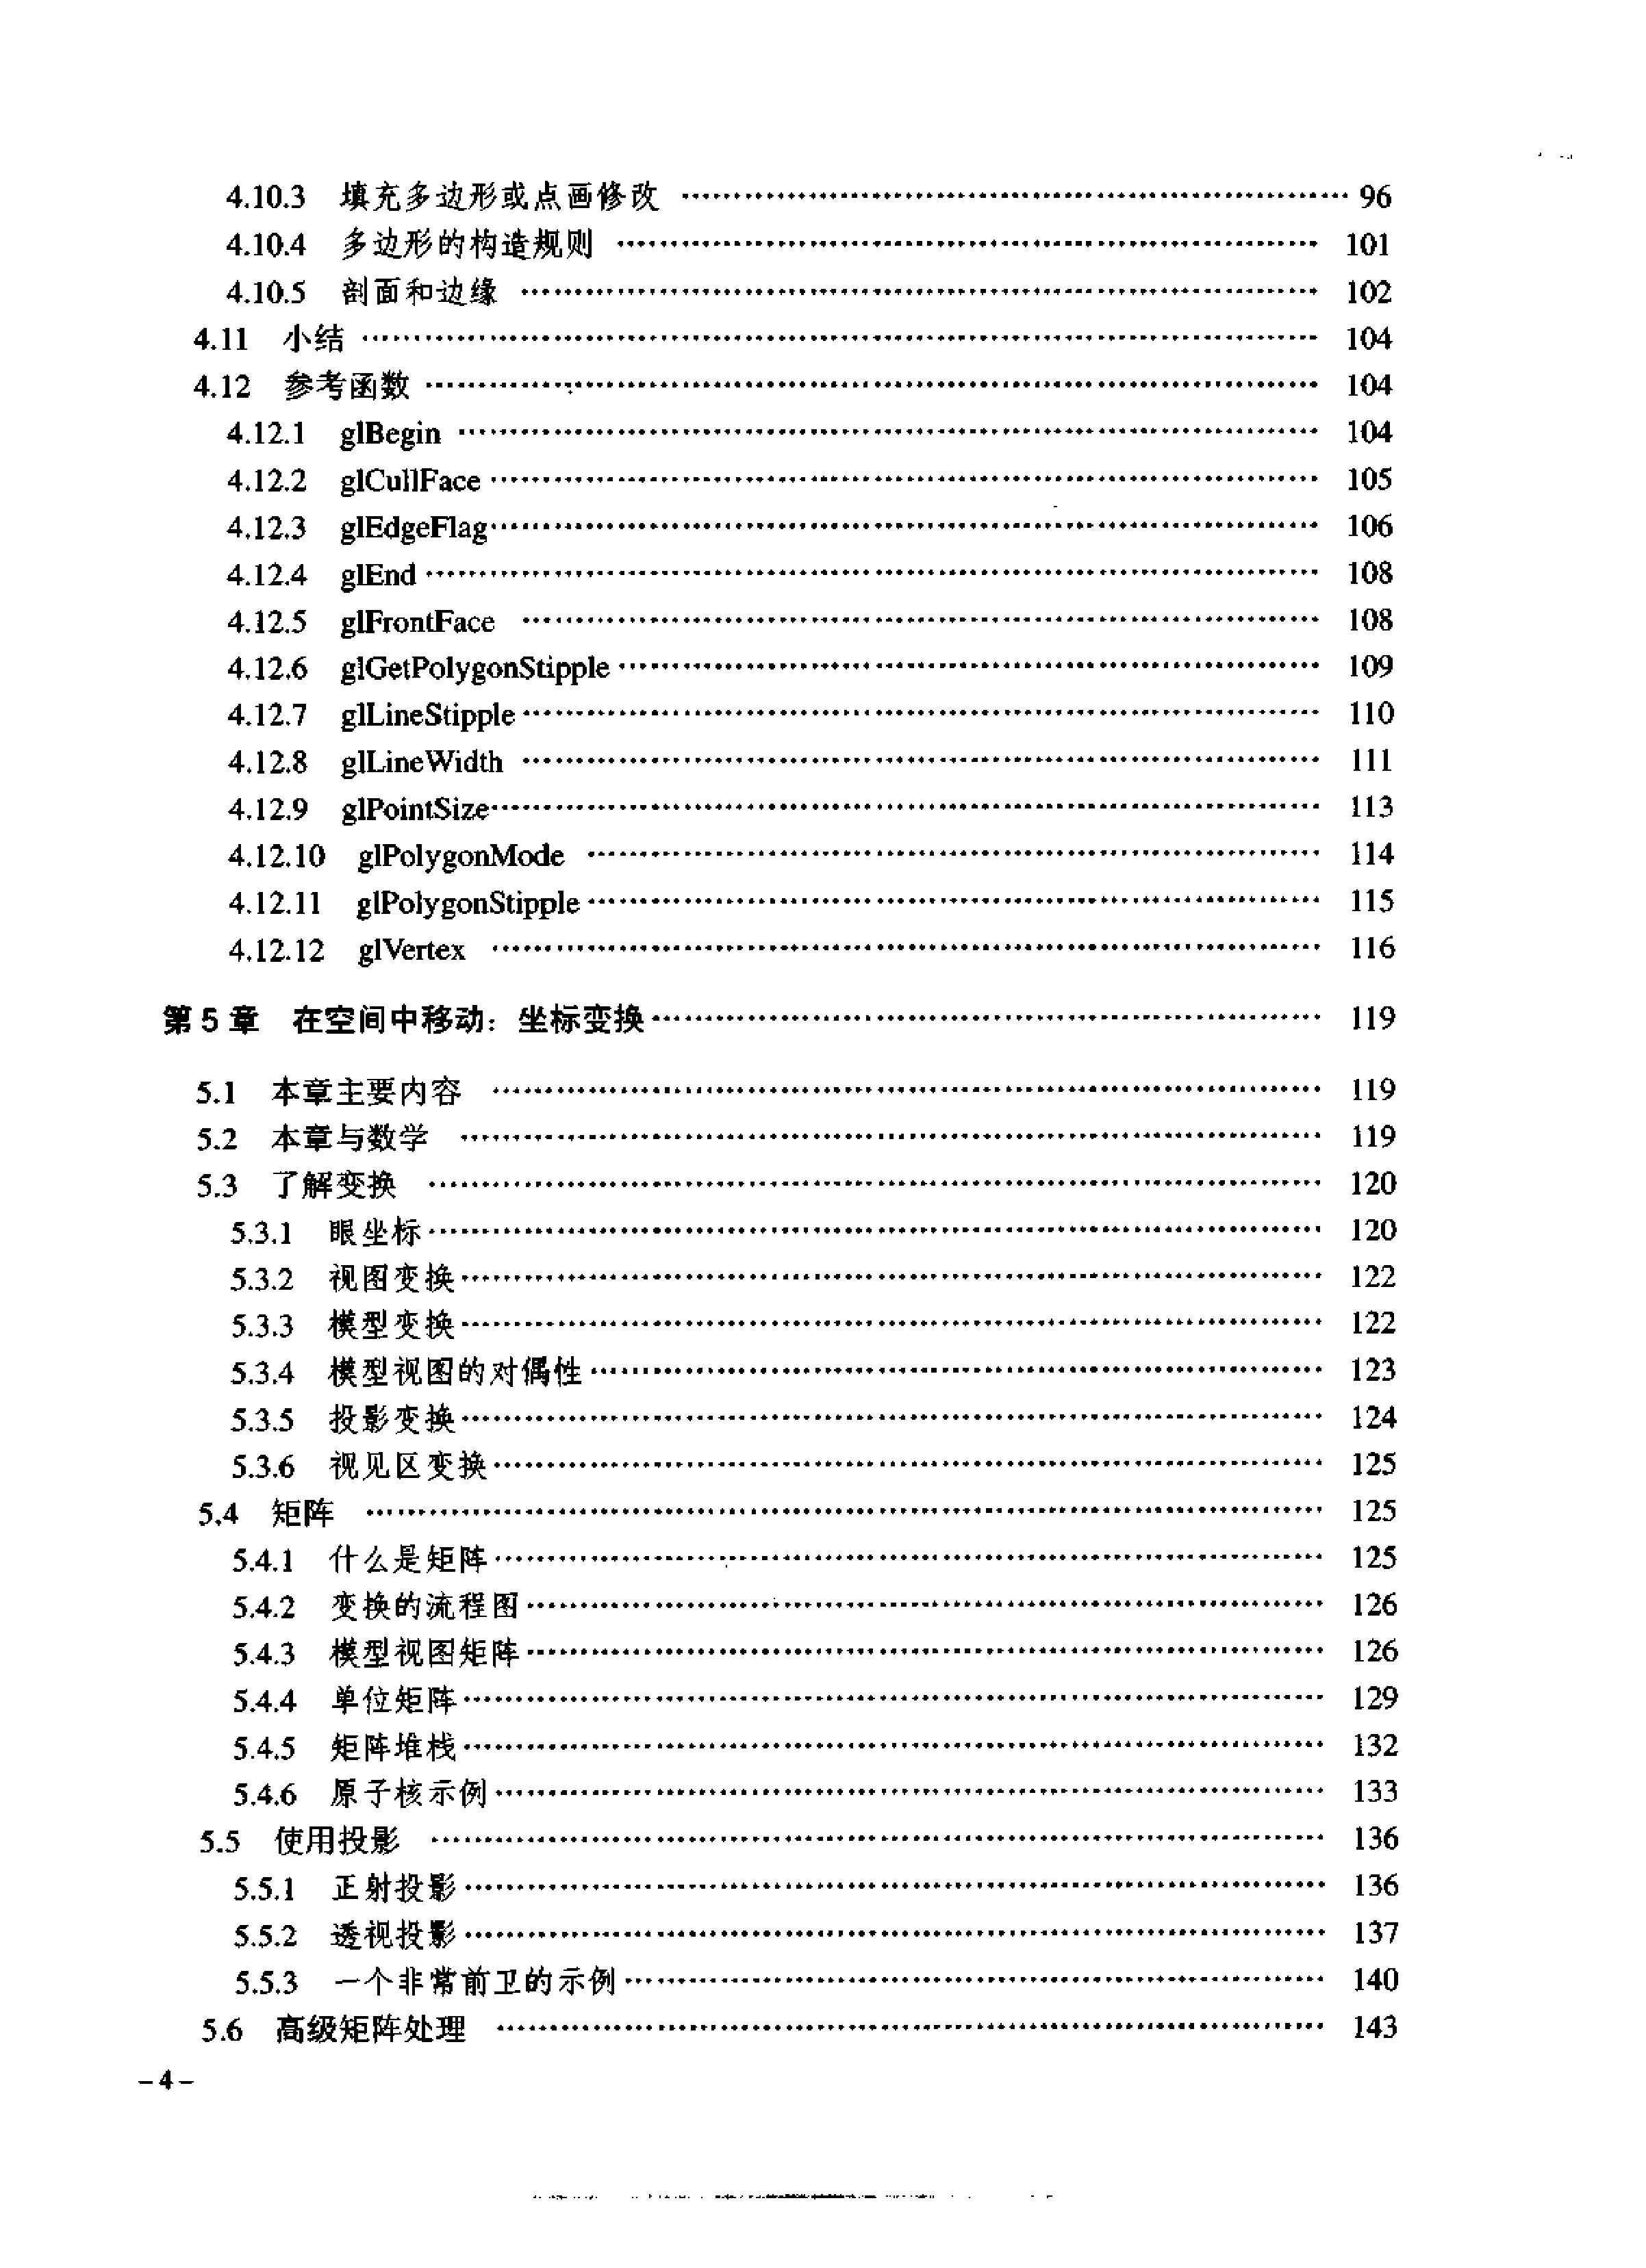 4.10.3 填充多边形或点画修改 …… 96
4.10.4 多边形的构造规则 …… 101
4.10.5 剖面和边缘 …… 102
4.11 小结 …… 104
4.12 参考函数 …… 104
4.12.1 glBegin …… 104
4.12.2 glCullFace …… 105
4.12.3 glEdgeFlag …… 106
4.12.4 glEnd …… 108
4.12.5 glFrontFace …… 108
4.12.6 glGetPolygonStipple …… 109
4.12.7 glLineStipple …… 110
4.12.8 glLineWidth …… 111
4.12.9 glPointSize …… 113
4.12.10 glPolygonMode …… 114
4.12.11 glPolygonStipple …… 115
4.12.12 glVertex …… 116
第 5 章 在空间中移动：坐标变换 …… 119
5.1 本章主要内容 …… 119
5.2 本章与数学 …… 119
5.3 了解变换 …… 120
5.3.1 眼坐标 …… 120
5.3.2 视图变换 …… 122
5.3.3 模型变换 …… 122
5.3.4 模型视图的对偶性 …… 123
5.3.5 投影变换 …… 124
5.3.6 视见区变换 …… 125
5.4 矩阵 …… 125
5.4.1 什么是矩阵 …… 125
5.4.2 变换的流程图 …… 126
5.4.3 模型视图矩阵 …… 126
5.4.4 单位矩阵 …… 129
5.4.5 矩阵堆栈 …… 132
5.4.6 原子核示例 …… 133
5.5 使用投影 …… 136
5.5.1 正射投影 …… 136
5.5.2 透视投影 …… 137
5.5.3 一个非常前卫的示例 …… 140
5.6 高级矩阵处理 …… 143
– 4 –